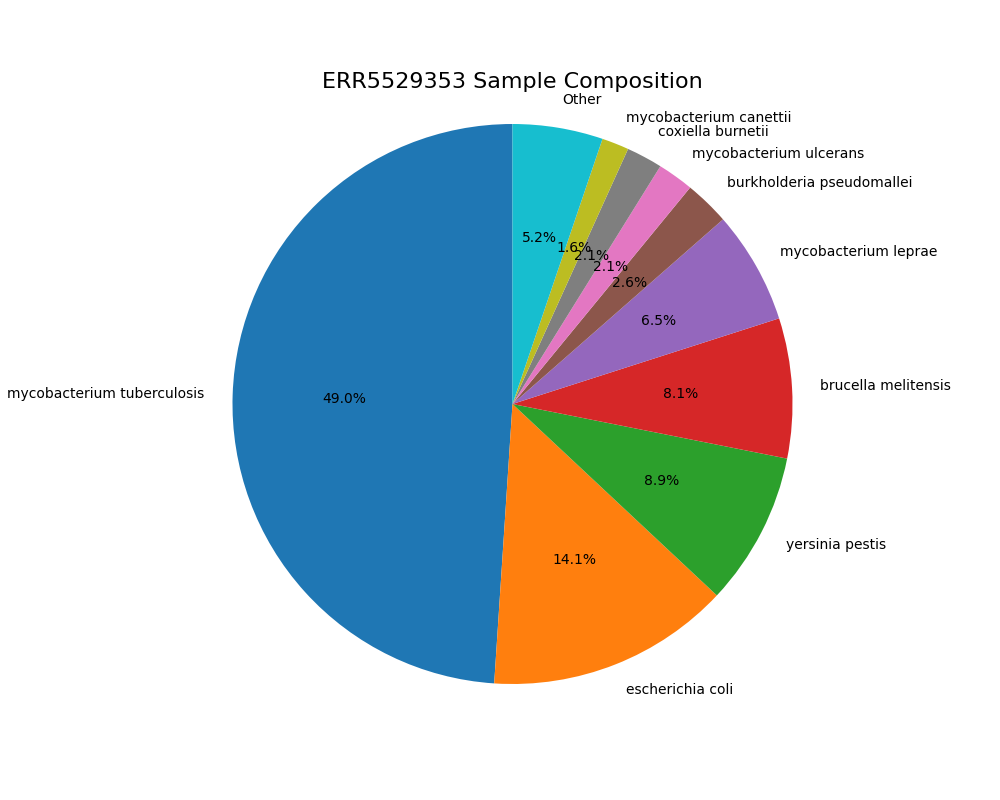 ERR5529353 Sample Composition
Other
mycobacterium canettii
coxiella burnetii
mycobacterium ulcerans
burkholderia pseudomallei
mycobacterium leprae
brucella melitensis
yersinia pestis
escherichia coli
mycobacterium tuberculosis
5.2%
1.6%
2.1%
2.1%
2.6%
6.5%
8.1%
8.9%
14.1%
49.0%